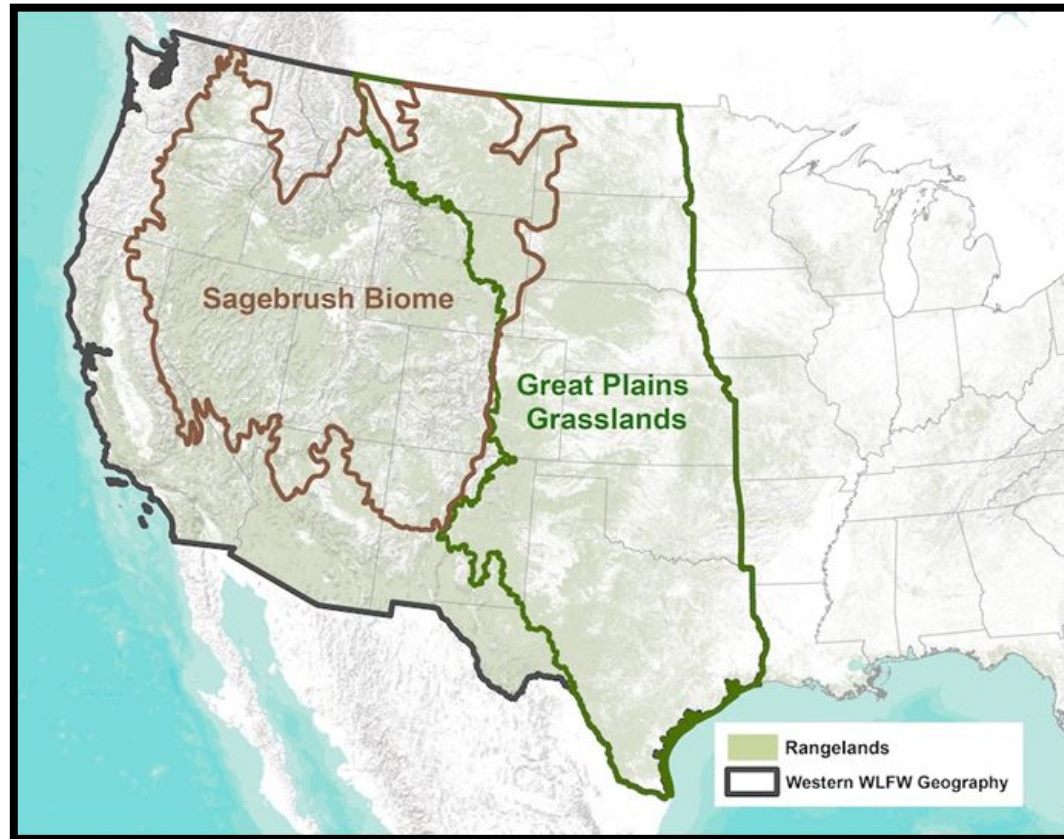 Sagebrush Biome
Great Plains
Grasslands
Rangelands
Western WLFW Geography